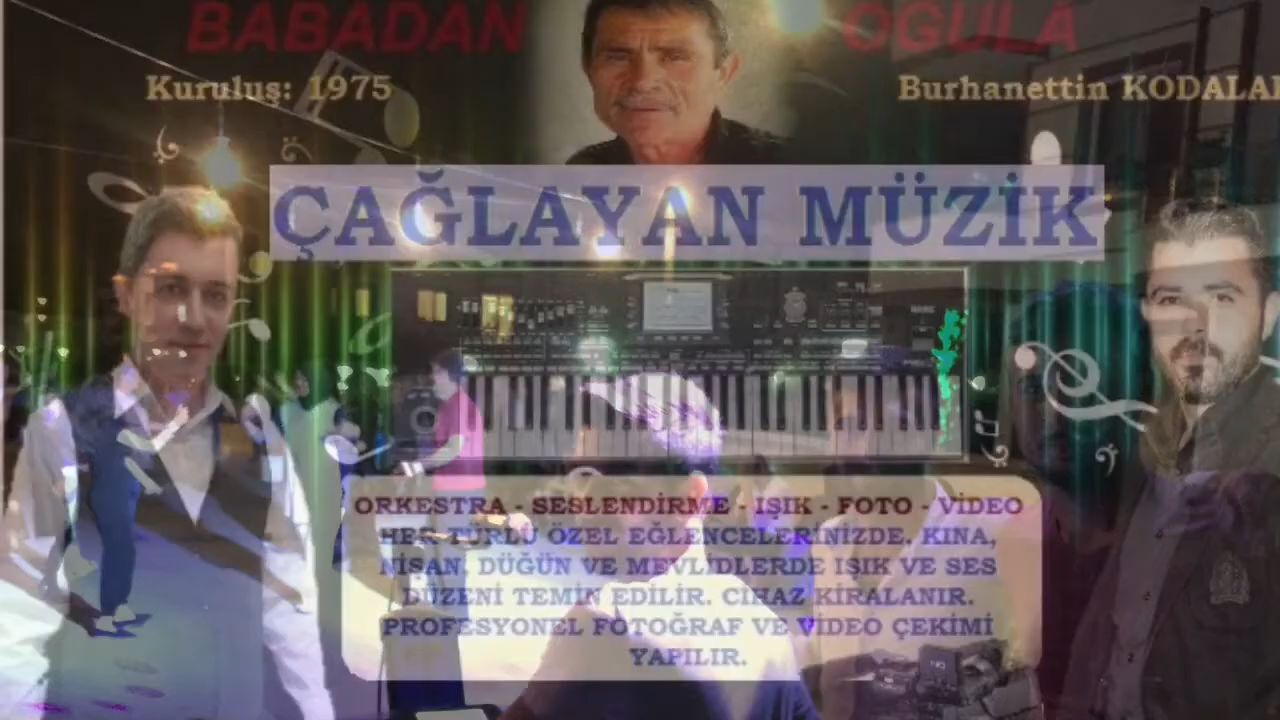 BABADAN OĞULA
Kuruluş: 1975
Burhanettin
ÇAĞLAYAN MÜZİK
ORKESTRA - SESLENDİRME - IŞIK - FOTO - VİDEO
HER TÜRLÜ ÖZEL EĞLENCELERİNİZDE. KINA,
NİSAN, DÜĞÜN VE MEVLİDLERDE IŞIK VE SES
DÜZENİ TEMİN EDİLİR. CİHAZ KİRALANIR.
PROFESYONEL FOTOĞRAF VE VİDEO ÇEKİMİ
YAPILIR.